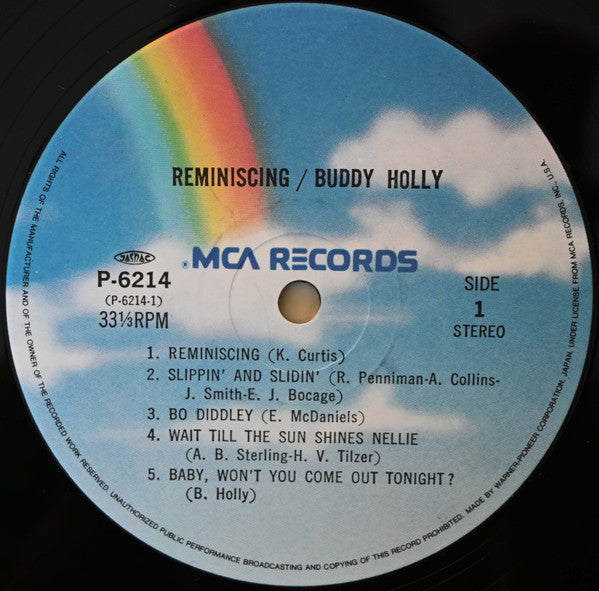 REMINISCING / BUDDY HOLLY
® MCA RECORDS
JASRAC
P-6214
(P-6214-1)
33⅓RPM
SIDE
1
STEREO
1. REMINISCING (K. Curtis)
2. SLIPPIN' AND SLIDIN' (R. Penniman-A. Collins-
J. Smith-E. J. Bocage)
3. BO DIDDLEY (E. McDaniels)
4. WAIT TILL THE SUN SHINES NELLIE
(A. B. Sterling-H. V. Tilzer)
5. BABY, WON'T YOU COME OUT TONIGHT?
(B. Holly)
ALL RIGHTS OF THE MANUFACTURER AND OF THE OWNER OF THE RECORDED WORK RESERVED. UNAUTHORIZED PUBLIC PERFORMANCE BROADCASTING AND COPYING OF THIS RECORD PROHIBITED. MADE BY WARNER-PIONEER CORPORATION, JAPAN, UNDER LICENSE FROM MCA RECORDS, INC., U.S.A.